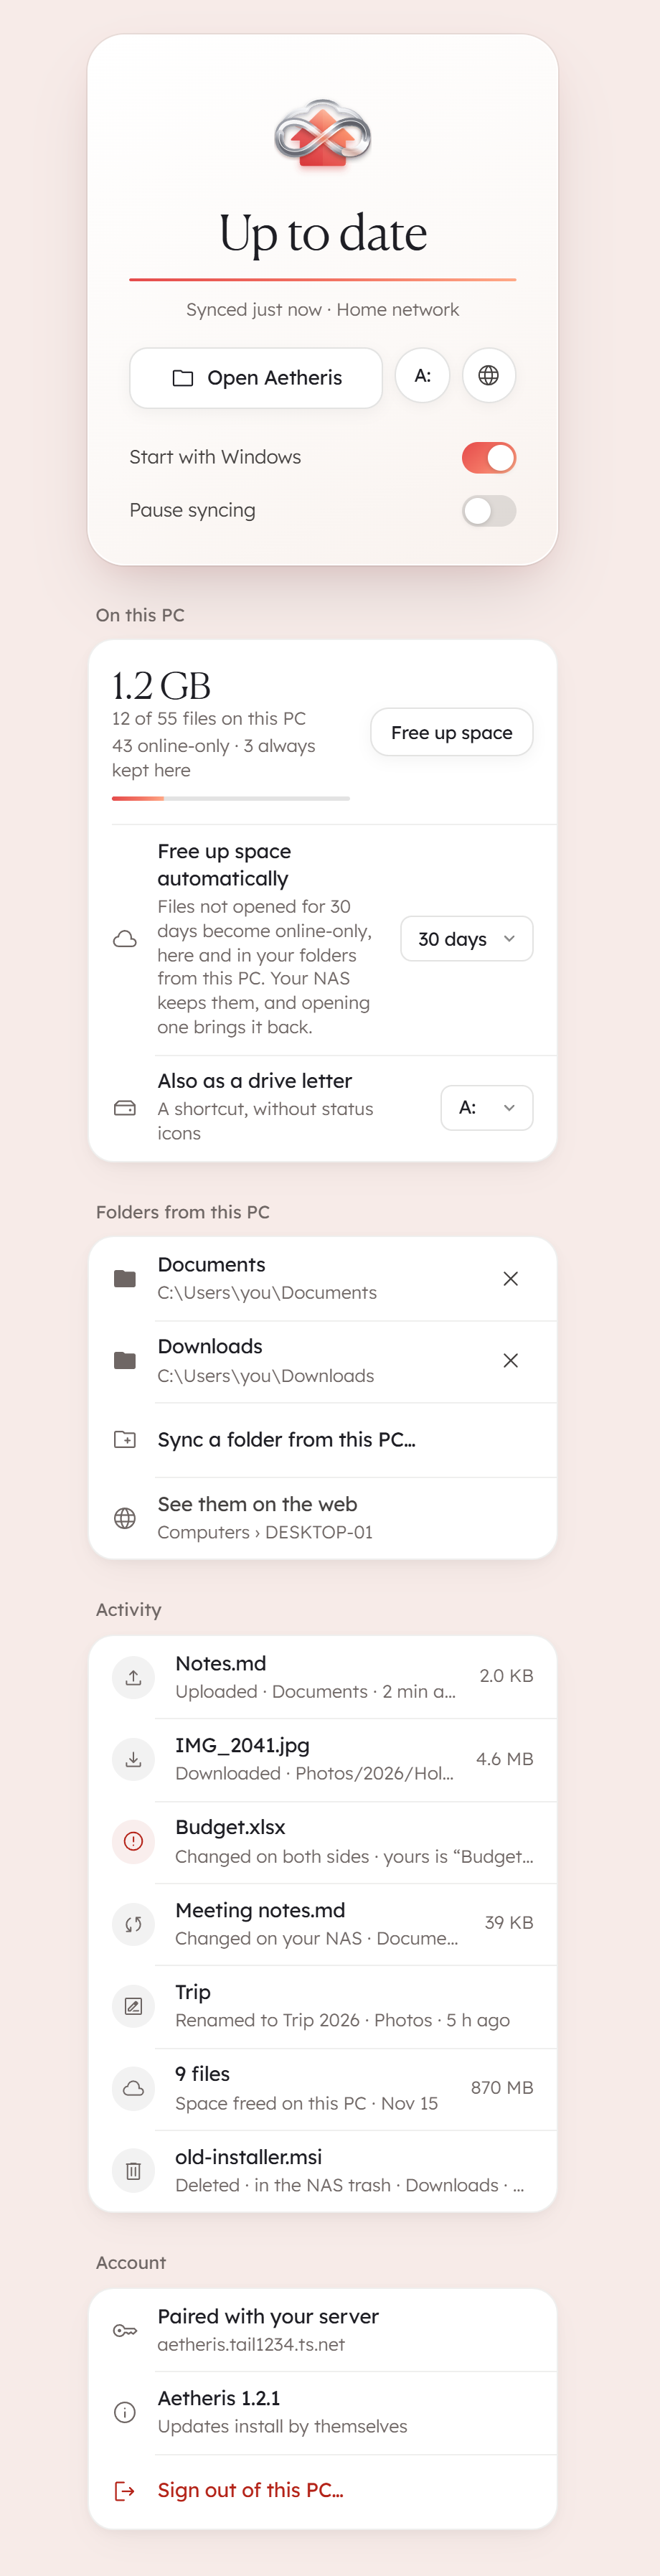 Up to date
Synced just now · Home network
Open Aetheris
A:
Start with Windows
Pause syncing
On this PC
1.2 GB
12 of 55 files on this PC
43 online-only · 3 always
kept here
Free up space
Free up space
automatically
Files not opened for 30
days become online-only,
here and in your folders
from this PC. Your NAS
keeps them, and opening
one brings it back.
30 days
Also as a drive letter
A shortcut, without status
icons
A:
Folders from this PC
Documents
C:\Users\you\Documents
Downloads
C:\Users\you\Downloads
Sync a folder from this PC…
See them on the web
Computers › DESKTOP-01
Activity
Notes.md
Uploaded · Documents · 2 min a…
2.0 KB
IMG_2041.jpg
Downloaded · Photos/2026/Hol…
4.6 MB
Budget.xlsx
Changed on both sides · yours is “Budget…
Meeting notes.md
Changed on your NAS · Docume…
39 KB
Trip
Renamed to Trip 2026 · Photos · 5 h ago
9 files
Space freed on this PC · Nov 15
870 MB
old-installer.msi
Deleted · in the NAS trash · Downloads · …
Account
Paired with your server
aetheris.tail1234.ts.net
Aetheris 1.2.1
Updates install by themselves
Sign out of this PC…